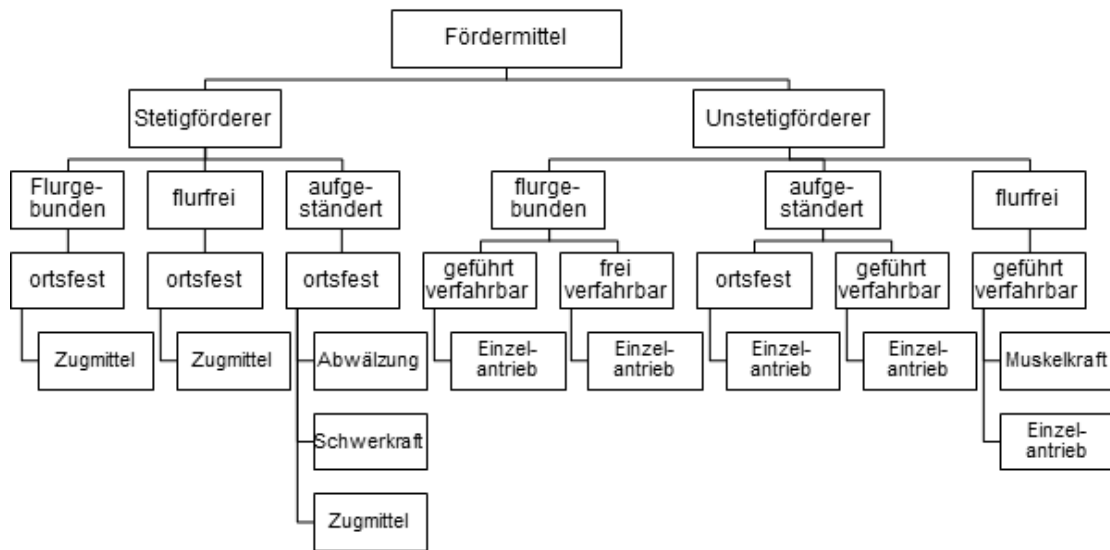 Fördermittel
Stetigförderer
Unstetigförderer
Flurge-
bunden
flurfrei
aufge-
ständert
flurge-
bunden
aufge-
ständert
flurfrei
ortsfest
ortsfest
ortsfest
geführt
verfahrbar
frei
verfahrbar
ortsfest
geführt
verfahrbar
geführt
verfahrbar
Zugmittel
Zugmittel
Abwälzung
Einzel-
antrieb
Einzel-
antrieb
Einzel-
antrieb
Einzel-
antrieb
Muskelkraft
Schwerkraft
Einzel-
antrieb
Zugmittel